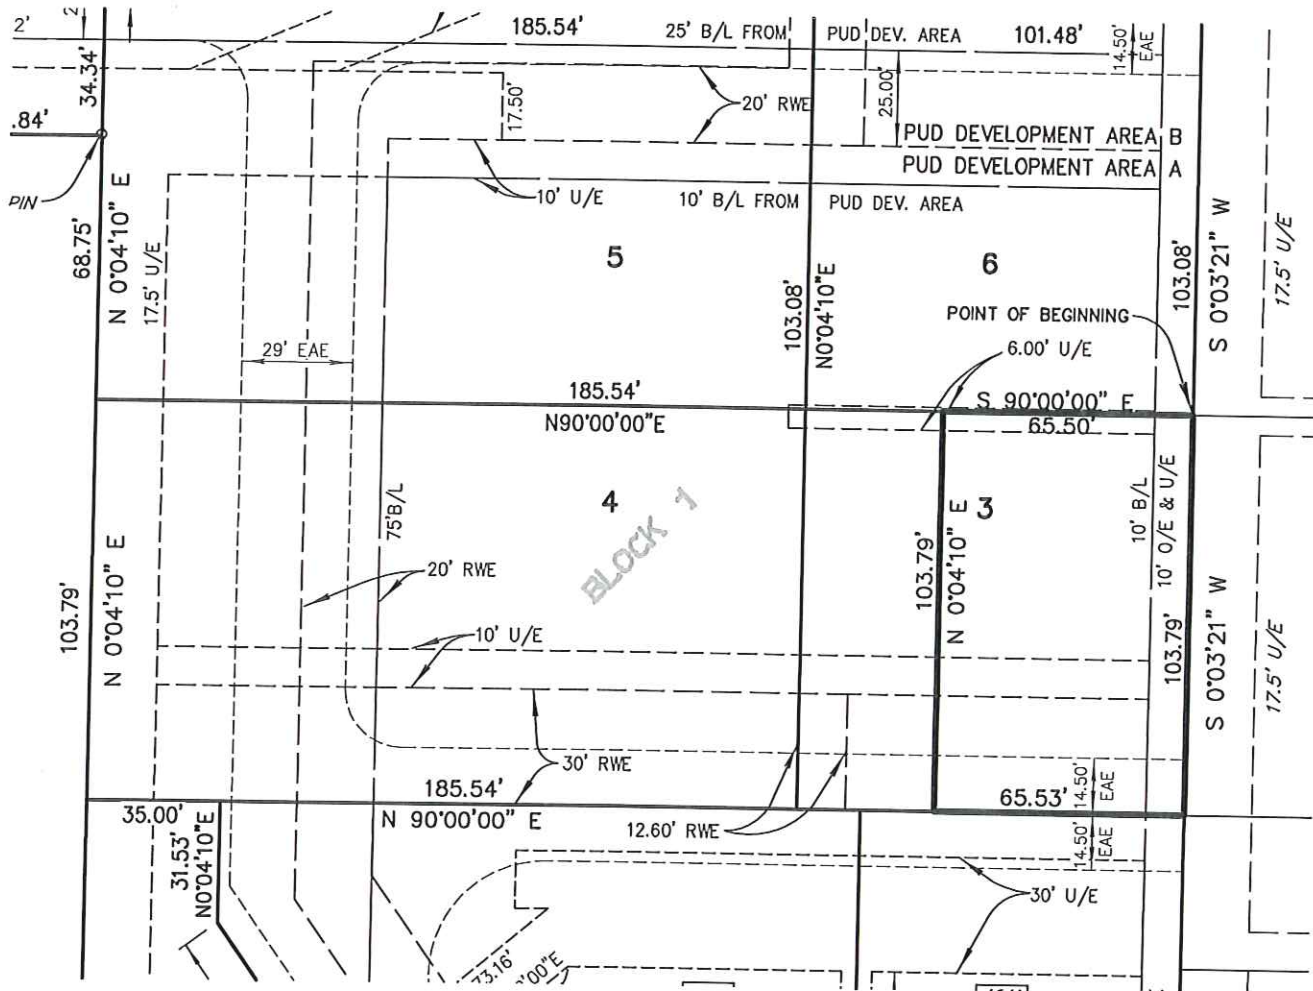 2'
2
185.54'
25' B/L FROM
PUD DEV. AREA
101.48'
14.50'
EAE
34.34'
.84'
17.50'
20' RWE
25.00'
PUD DEVELOPMENT AREA B
PUD DEVELOPMENT AREA A
PIN
10' U/E
10' B/L FROM
PUD DEV. AREA
68.75'
N 0°04'10" E
17.5' U/E
5
6
103.08'
N0°04'10"E
103.08'
S 0°03'21" W
17.5' U/E
POINT OF BEGINNING
29' EAE
6.00' U/E
185.54'
N90°00'00"E
S 90°00'00" E
65.50'
4
BLOCK 1
3
75'B/L
103.79'
N 0°04'10" E
10' B/L
10' O/E & U/E
103.79'
N 0°04'10" E
20' RWE
10' U/E
103.79'
S 0°03'21" W
17.5' U/E
30' RWE
185.54'
N 90°00'00" E
35.00'
31.53'
N0°04'10"E
12.60' RWE
65.53'
14.50'
EAE
14.50'
EAE
30' U/E
73.16'
'00"E